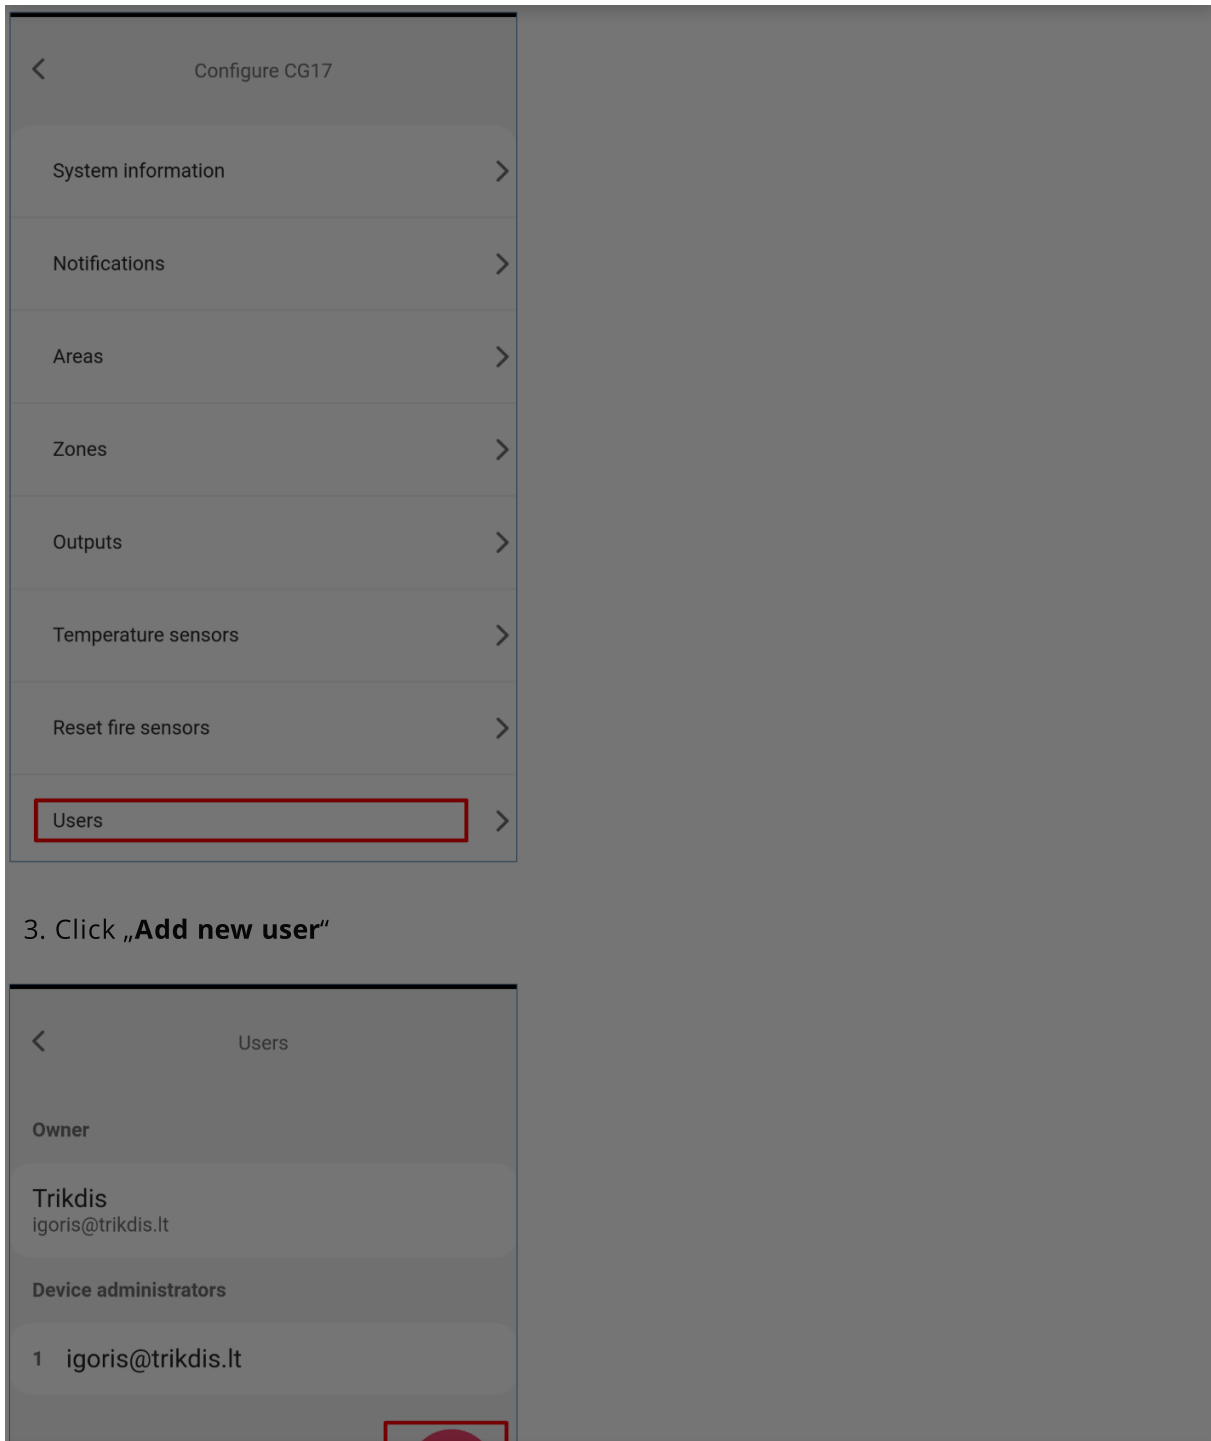 Configure CG17
System information
Notifications
Areas
Zones
Outputs
Temperature sensors
Reset fire sensors
Users
3. Click „Add new user“
Users
Owner
Trikdis
igoris@trikdis.lt
Device administrators
1 igoris@trikdis.lt